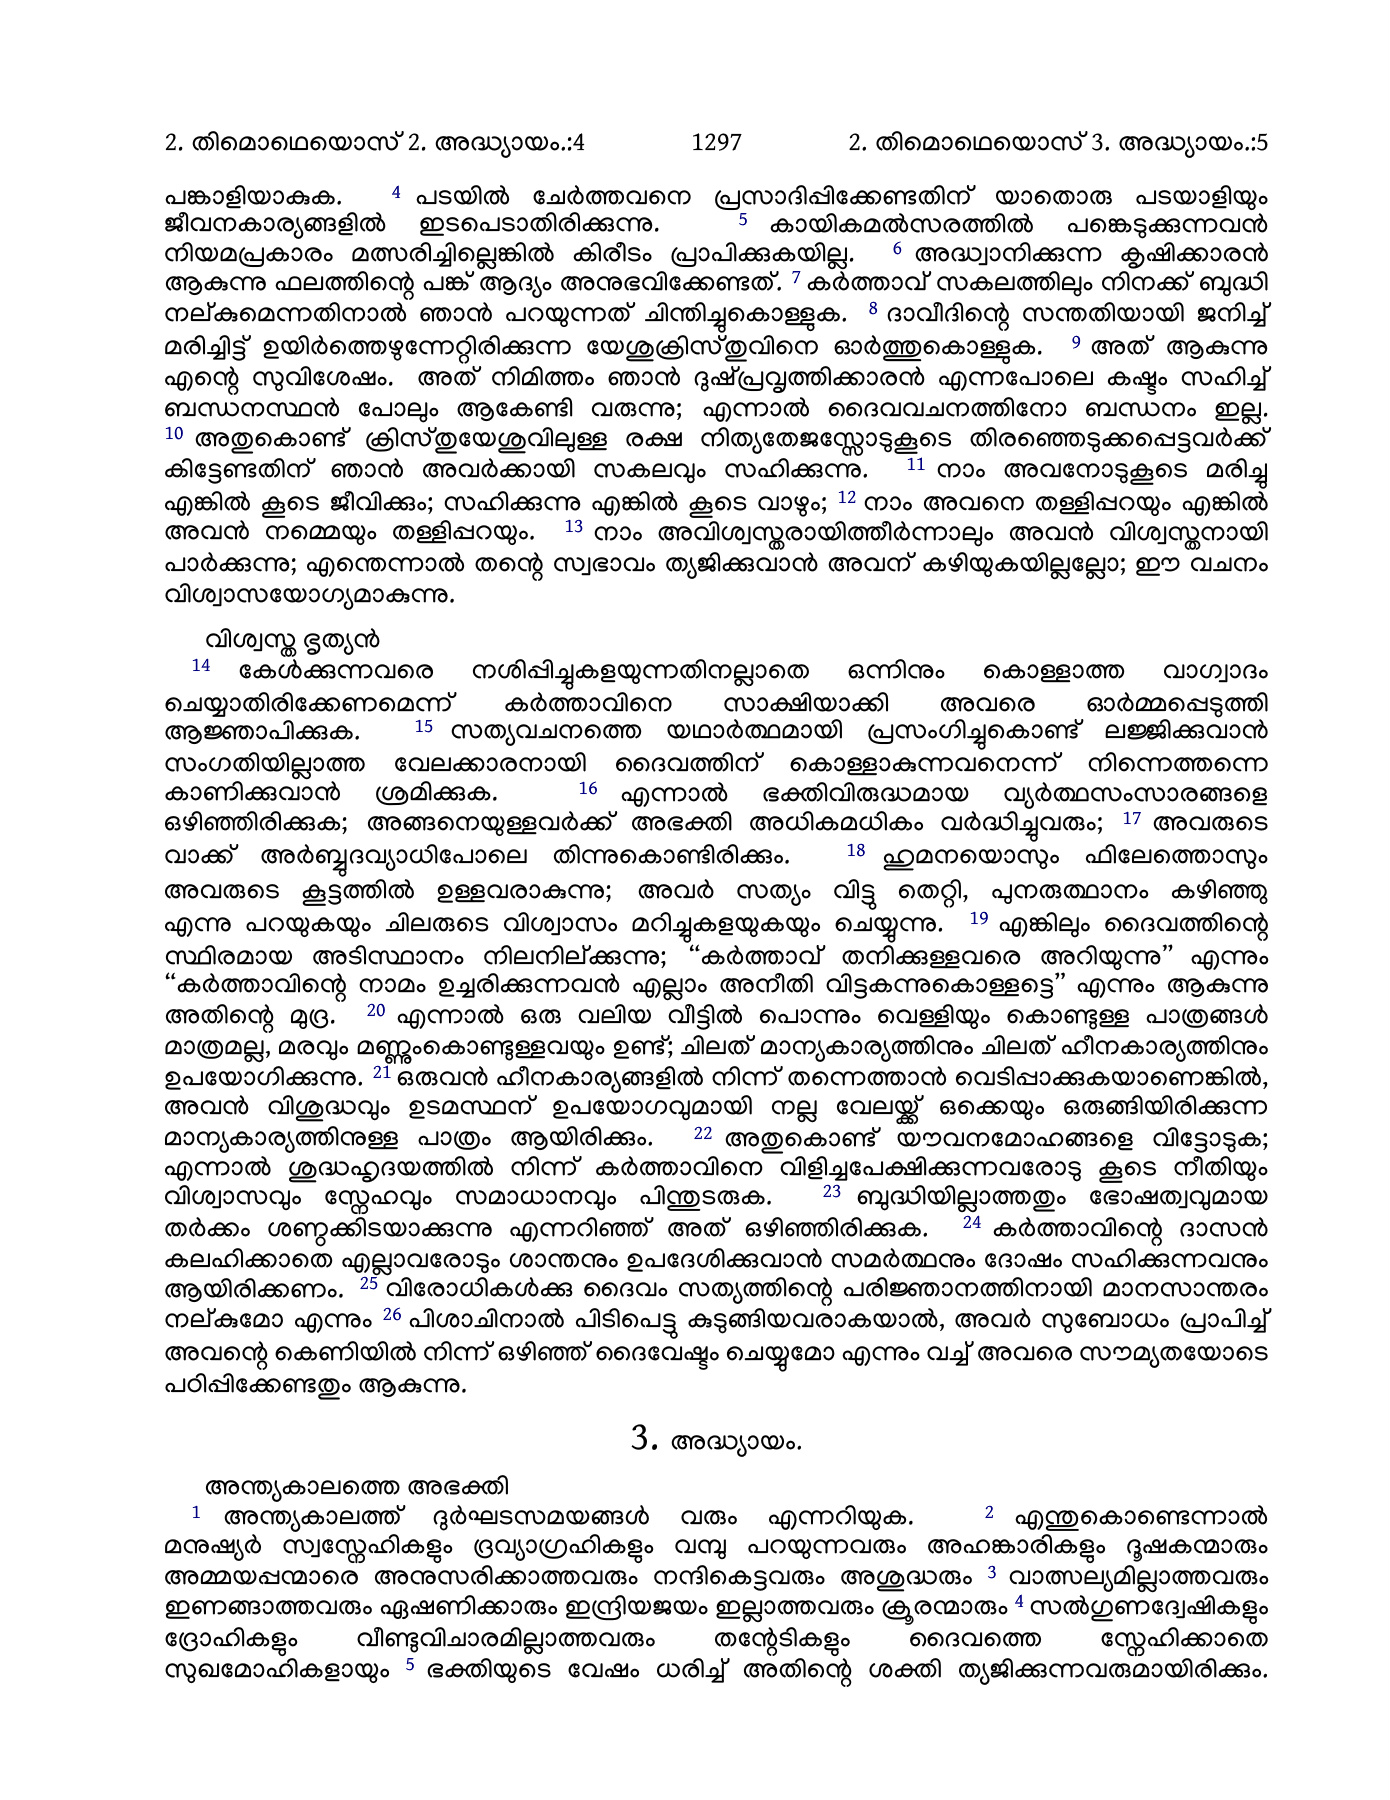 2. തിമൊഥെയൊസ് 2. അദ്ധ്യായം.:4 1297 2. തിമൊഥെയൊസ് 3. അദ്ധ്യായം.:5
പങ്കാളിയാകുക. 4 പടയിൽ ചേർത്തവനെ പ്രസാദിപ്പിക്കേണ്ടതിന് യാതൊരു പടയാളിയും
ജീവനകാര്യങ്ങളിൽ ഇടപെടാതിരിക്കുന്നു. 5 കായികമൽസരത്തിൽ പങ്കെടുക്കുന്നവൻ
നിയമപ്രകാരം മത്സരിച്ചില്ലെങ്കിൽ കിരീടം പ്രാപിക്കുകയില്ല. 6 അദ്ധ്വാനിക്കുന്ന കൃഷിക്കാരൻ
ആകുന്നു ഫലത്തിന്റെ പങ്ക് ആദ്യം അനുഭവിക്കേണ്ടത്. 7 കർത്താവ് സകലത്തിലും നിനക്ക് ബുദ്ധി
നല്കുമെന്നതിനാൽ ഞാൻ പറയുന്നത് ചിന്തിച്ചുകൊള്ളുക. 8 ദാവീദിന്റെ സന്തതിയായി ജനിച്ച്
മരിച്ചിട്ട് ഉയിർത്തെഴുന്നേറ്റിരിക്കുന്ന യേശുക്രിസ്തുവിനെ ഓർത്തുകൊള്ളുക. 9 അത് ആകുന്നു
എന്റെ സുവിശേഷം. അത് നിമിത്തം ഞാൻ ദുഷ്പ്രവൃത്തിക്കാരൻ എന്നപോലെ കഷ്ടം സഹിച്ച്
ബന്ധനസ്ഥൻ പോലും ആകേണ്ടി വരുന്നു; എന്നാൽ ദൈവവചനത്തിനോ ബന്ധനം ഇല്ല.
10 അതുകൊണ്ട് ക്രിസ്തുയേശുവിലുള്ള രക്ഷ നിത്യതേജസ്സോടുകൂടെ തിരഞ്ഞെടുക്കപ്പെട്ടവർക്ക്
കിട്ടേണ്ടതിന് ഞാൻ അവർക്കായി സകലവും സഹിക്കുന്നു. 11 നാം അവനോടുകൂടെ മരിച്ചു
എങ്കിൽ കൂടെ ജീവിക്കും; സഹിക്കുന്നു എങ്കിൽ കൂടെ വാഴും; 12 നാം അവനെ തള്ളിപ്പറയും എങ്കിൽ
അവൻ നമ്മെയും തള്ളിപ്പറയും. 13 നാം അവിശ്വസ്തരായിത്തീർന്നാലും അവൻ വിശ്വസ്തനായി
പാർക്കുന്നു; എന്തെന്നാൽ തന്റെ സ്വഭാവം ത്യജിക്കുവാൻ അവന് കഴിയുകയില്ലല്ലോ; ഈ വചനം
വിശ്വാസയോഗ്യമാകുന്നു.
വിശ്വസ്ത ഭൃത്യൻ
14 കേൾക്കുന്നവരെ നശിപ്പിച്ചുകളയുന്നതിനല്ലാതെ ഒന്നിനും കൊള്ളാത്ത വാഗ്വാദം
ചെയ്യാതിരിക്കേണമെന്ന് കർത്താവിനെ സാക്ഷിയാക്കി അവരെ ഓർമ്മപ്പെടുത്തി
ആജ്ഞാപിക്കുക. 15 സത്യവചനത്തെ യഥാർത്ഥമായി പ്രസംഗിച്ചുകൊണ്ട് ലജ്ജിക്കുവാൻ
സംഗതിയില്ലാത്ത വേലക്കാരനായി ദൈവത്തിന് കൊള്ളാകുന്നവനെന്ന് നിന്നെത്തന്നെ
കാണിക്കുവാൻ ശ്രമിക്കുക. 16 എന്നാൽ ഭക്തിവിരുദ്ധമായ വ്യർത്ഥസംസാരങ്ങളെ
ഒഴിഞ്ഞിരിക്കുക; അങ്ങനെയുള്ളവർക്ക് അഭക്തി അധികമധികം വർദ്ധിച്ചുവരും; 17 അവരുടെ
വാക്ക് അർബ്ബുദവ്യാധിപോലെ തിന്നുകൊണ്ടിരിക്കും. 18 ഹുമനയൊസും ഫിലേത്തൊസും
അവരുടെ കൂട്ടത്തിൽ ഉള്ളവരാകുന്നു; അവർ സത്യം വിട്ടു തെറ്റി, പുനരുത്ഥാനം കഴിഞ്ഞു
എന്നു പറയുകയും ചിലരുടെ വിശ്വാസം മറിച്ചുകളയുകയും ചെയ്യുന്നു. 19 എങ്കിലും ദൈവത്തിന്റെ
സ്ഥിരമായ അടിസ്ഥാനം നിലനില്ക്കുന്നു; “കർത്താവ് തനിക്കുള്ളവരെ അറിയുന്നു” എന്നും
“കർത്താവിന്റെ നാമം ഉച്ചരിക്കുന്നവൻ എല്ലാം അനീതി വിട്ടകന്നുകൊള്ളട്ടെ” എന്നും ആകുന്നു
അതിന്റെ മുദ്ര. 20 എന്നാൽ ഒരു വലിയ വീട്ടിൽ പൊന്നും വെള്ളിയും കൊണ്ടുള്ള പാത്രങ്ങൾ
മാത്രമല്ല, മരവും മണ്ണുംകൊണ്ടുള്ളവയും ഉണ്ട്; ചിലത് മാന്യകാര്യത്തിനും ചിലത് ഹീനകാര്യത്തിനും
ഉപയോഗിക്കുന്നു. 21 ഒരുവൻ ഹീനകാര്യങ്ങളിൽ നിന്ന് തന്നെത്താൻ വെടിപ്പാക്കുകയാണെങ്കിൽ,
അവൻ വിശുദ്ധവും ഉടമസ്ഥന് ഉപയോഗവുമായി നല്ല വേലയ്ക്ക് ഒക്കെയും ഒരുങ്ങിയിരിക്കുന്ന
മാന്യകാര്യത്തിനുള്ള പാത്രം ആയിരിക്കും. 22 അതുകൊണ്ട് യൗവനമോഹങ്ങളെ വിട്ടോടുക;
എന്നാൽ ശുദ്ധഹൃദയത്തിൽ നിന്ന് കർത്താവിനെ വിളിച്ചപേക്ഷിക്കുന്നവരോടു കൂടെ നീതിയും
വിശ്വാസവും സ്നേഹവും സമാധാനവും പിന്തുടരുക. 23 ബുദ്ധിയില്ലാത്തതും ഭോഷത്വവുമായ
തർക്കം ശണ്ഠക്കിടയാക്കുന്നു എന്നറിഞ്ഞ് അത് ഒഴിഞ്ഞിരിക്കുക. 24 കർത്താവിന്റെ ദാസൻ
കലഹിക്കാതെ എല്ലാവരോടും ശാന്തനും ഉപദേശിക്കുവാൻ സമർത്ഥനും ദോഷം സഹിക്കുന്നവനും
ആയിരിക്കണം. 25 വിരോധികൾക്കു ദൈവം സത്യത്തിന്റെ പരിജ്ഞാനത്തിനായി മാനസാന്തരം
നല്കുമോ എന്നും 26 പിശാചിനാൽ പിടിപെട്ടു കുടുങ്ങിയവരാകയാൽ, അവർ സുബോധം പ്രാപിച്ച്
അവന്റെ കെണിയിൽ നിന്ന് ഒഴിഞ്ഞ് ദൈവേഷ്ടം ചെയ്യുമോ എന്നും വച്ച് അവരെ സൗമ്യതയോടെ
പഠിപ്പിക്കേണ്ടതും ആകുന്നു.
3. അദ്ധ്യായം.
അന്ത്യകാലത്തെ അഭക്തി
1 അന്ത്യകാലത്ത് ദുർഘടസമയങ്ങൾ വരും എന്നറിയുക. 2 എന്തുകൊണ്ടെന്നാൽ
മനുഷ്യർ സ്വസ്നേഹികളും ദ്രവ്യാഗ്രഹികളും വമ്പു പറയുന്നവരും അഹങ്കാരികളും ദൂഷകന്മാരും
അമ്മയപ്പന്മാരെ അനുസരിക്കാത്തവരും നന്ദികെട്ടവരും അശുദ്ധരും 3 വാത്സല്യമില്ലാത്തവരും
ഇണങ്ങാത്തവരും ഏഷണിക്കാരും ഇന്ദ്രിയജയം ഇല്ലാത്തവരും ക്രൂരന്മാരും 4 സൽഗുണദ്വേഷികളും
ദ്രോഹികളും വീണ്ടുവിചാരമില്ലാത്തവരും തന്റേടികളും ദൈവത്തെ സ്നേഹിക്കാതെ
സുഖമോഹികളായും 5 ഭക്തിയുടെ വേഷം ധരിച്ച് അതിന്റെ ശക്തി ത്യജിക്കുന്നവരുമായിരിക്കും.